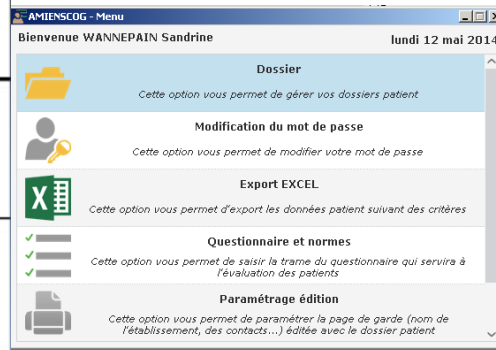 AMIENSCOG - Menu
Bienvenue WANNEPAIN Sandrine
lundi 12 mai 2014
Dossier
Cette option vous permet de gérer vos dossiers patient
Modification du mot de passe
Cette option vous permet de modifier votre mot de passe
Export EXCEL
Cette option vous permet d'export les données patient suivant des critères
Questionnaire et normes
Cette option vous permet de saisir la trame du questionnaire qui servira à
l'évaluation des patients
Paramétrage édition
Cette option vous permet de paramétrer la page de garde (nom de
l'établissement, des contacts...) éditée avec le dossier patient